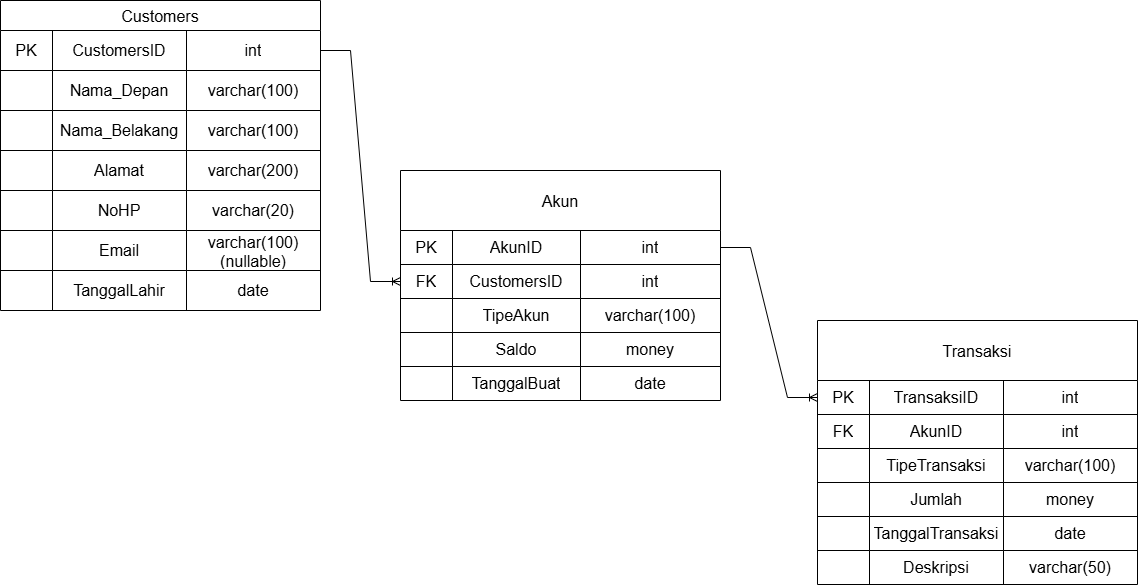 Customers
PK CustomersID int
Nama_Depan varchar(100)
Nama_Belakang varchar(100)
Alamat varchar(200)
NoHP varchar(20)
Email varchar(100)
(nullable)
TanggalLahir date
Akun
PK AkunID int
FK CustomersID int
TipeAkun varchar(100)
Saldo money
TanggalBuat date
Transaksi
PK TransaksiID int
FK AkunID int
TipeTransaksi varchar(100)
Jumlah money
TanggalTransaksi date
Deskripsi varchar(50)